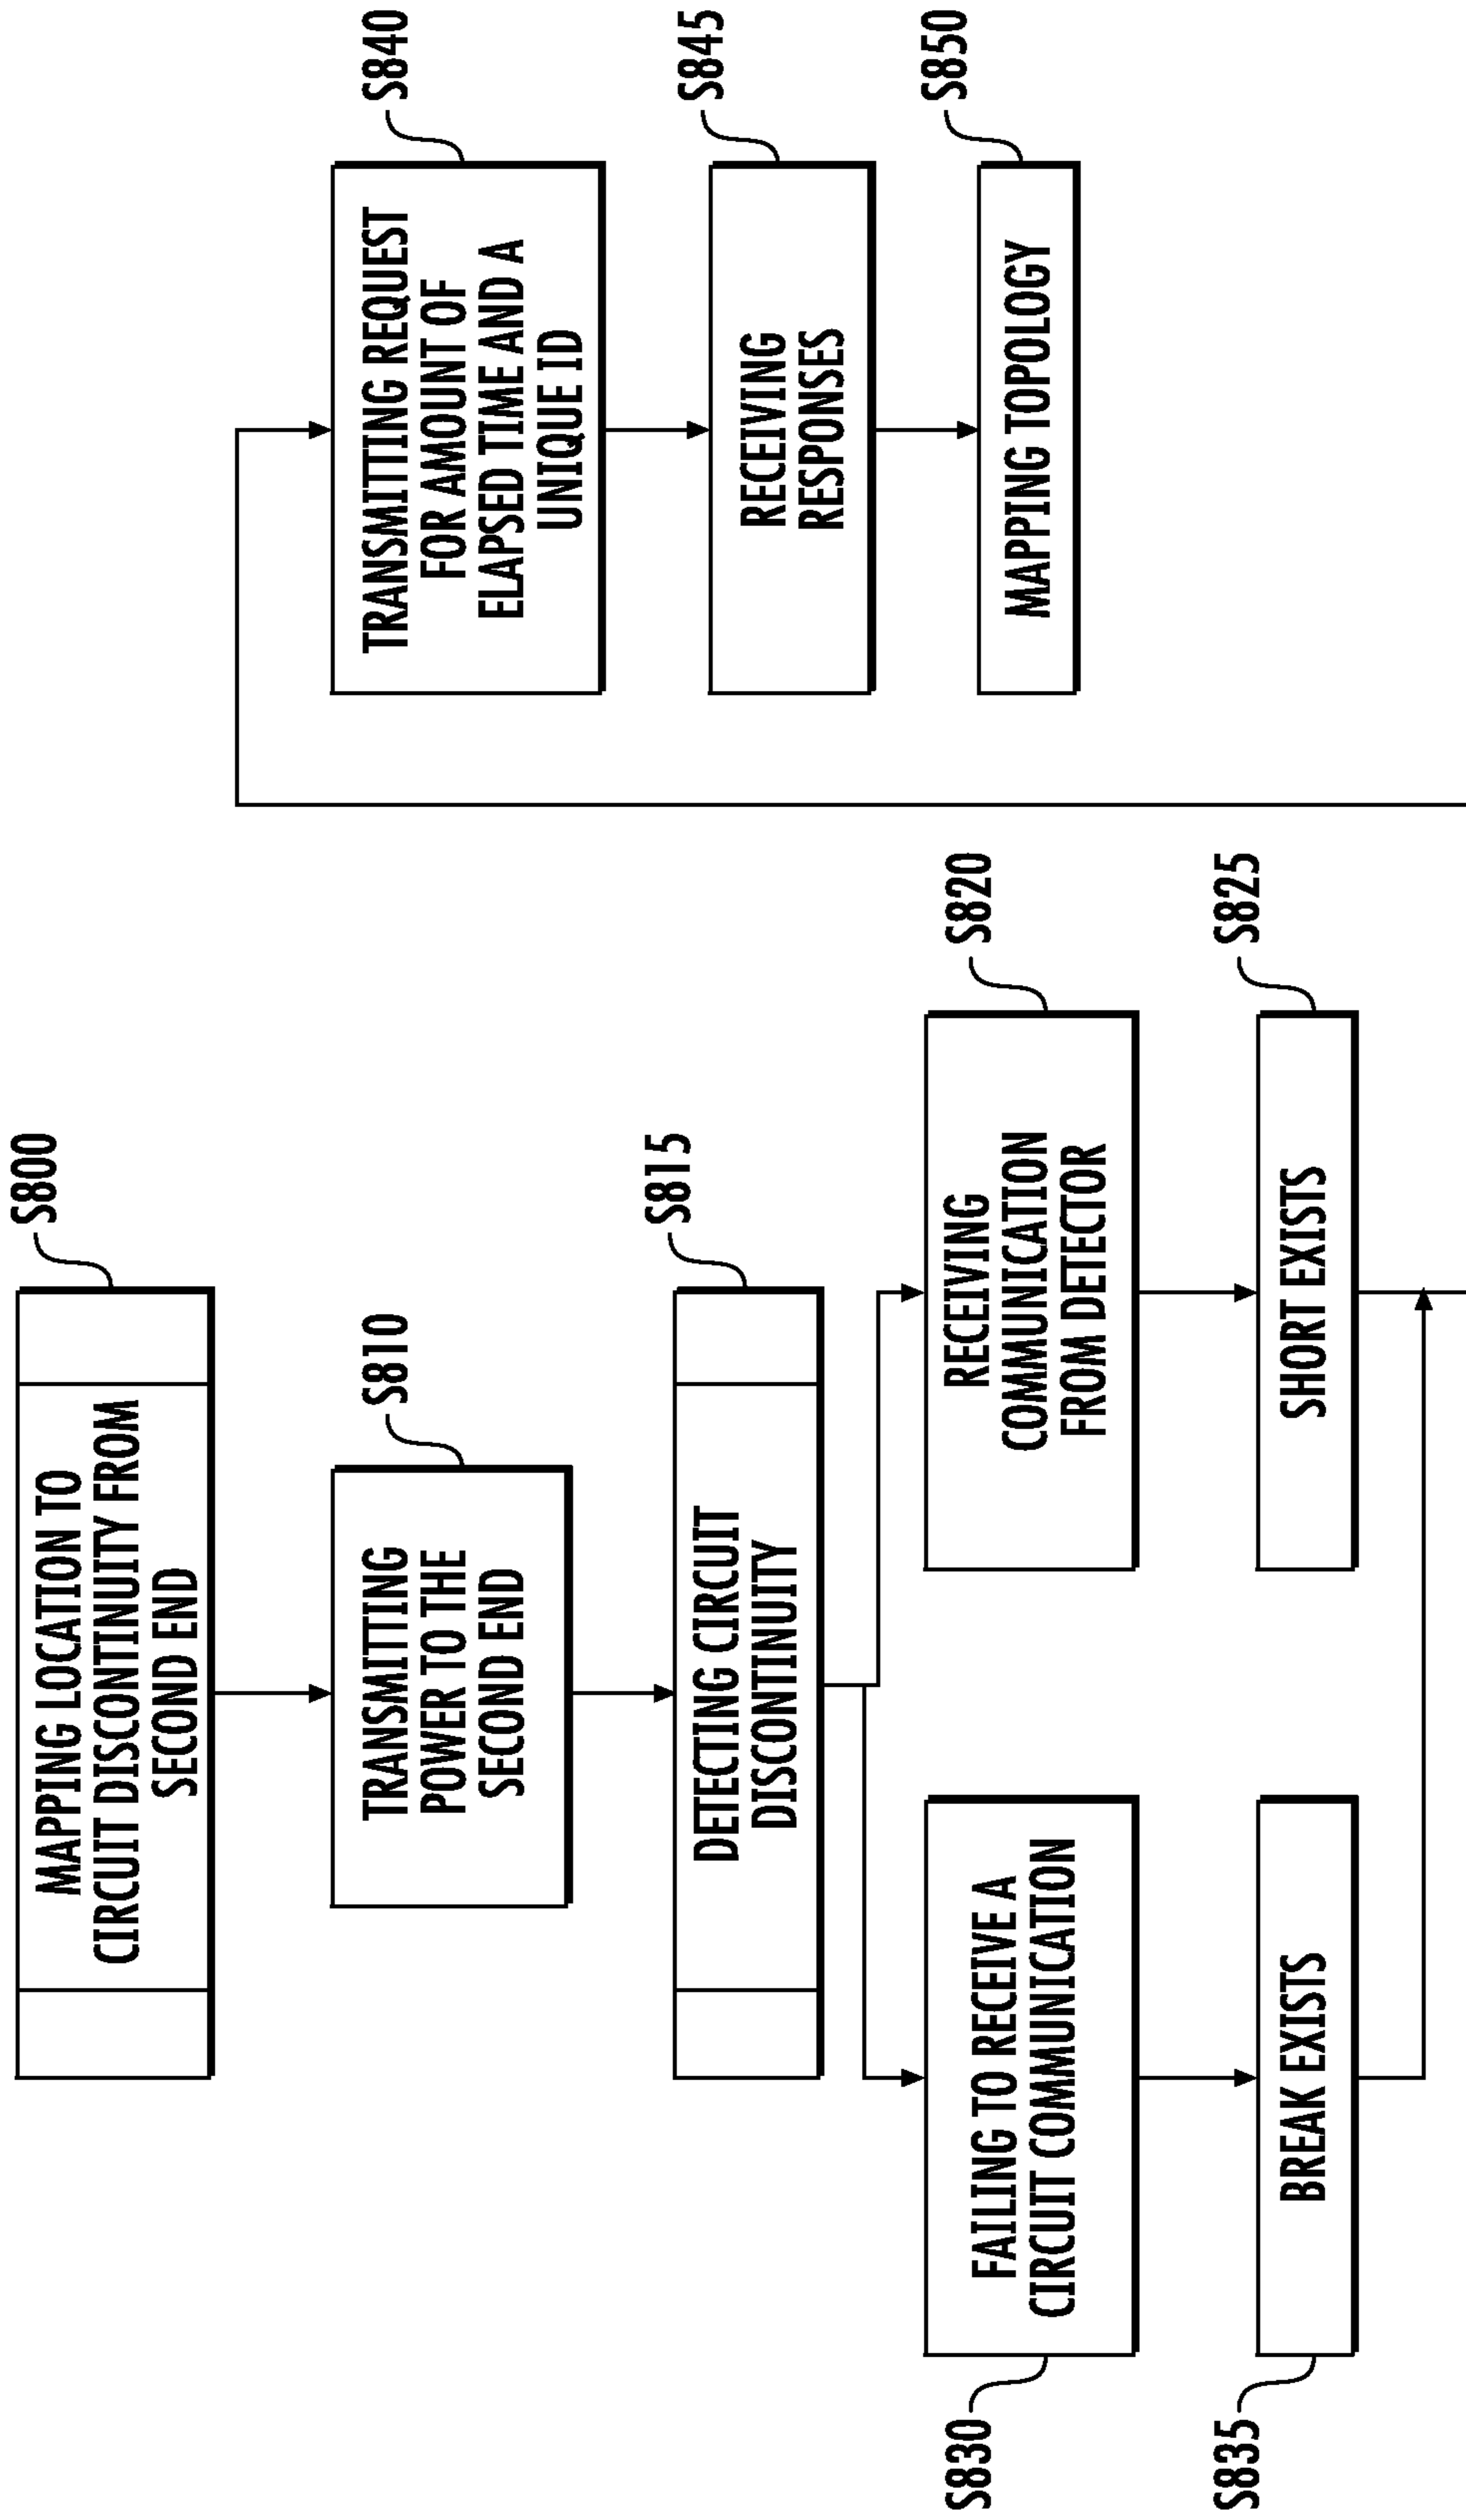 S800
MAPPING LOCATION TO
CIRCUIT DISCONTINUITY FROM
SECOND END
S810
TRANSMITTING
POWER TO THE
SECOND END
S815
DETECTING CIRCUIT
DISCONTINUITY
S830
FAILING TO RECEIVE A
CIRCUIT COMMUNICATION
S820
RECEIVING
COMMUNICATION
FROM DETECTOR
S835
BREAK EXISTS
S825
SHORT EXISTS
S840
TRANSMITTING REQUEST
FOR AMOUNT OF
ELAPSED TIME AND A
UNIQUE ID
S845
RECEIVING
RESPONSES
S850
MAPPING TOPOLOGY